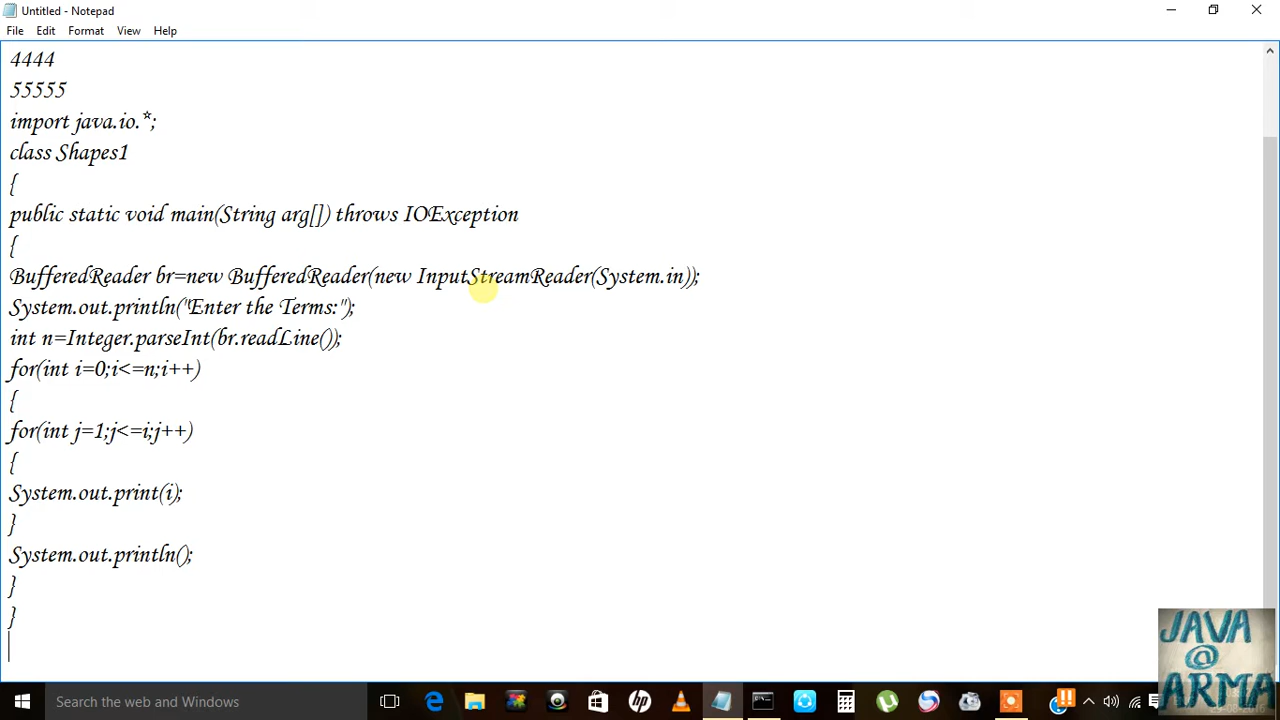 Untitled - Notepad
File Edit Format View Help
4444
55555
import java.io.*;
class Shapes1
{
public static void main(String arg[]) throws IOException
{
BufferedReader br=new BufferedReader(new InputStreamReader(System.in));
System.out.println("Enter the Terms:");
int n=Integer.parseInt(br.readLine());
for(int i=0;i<=n;i++)
{
for(int j=1;j<=i;j++)
{
System.out.print(i);
}
System.out.println();
}
}
JAVA
@
ARMA
Search the web and Windows